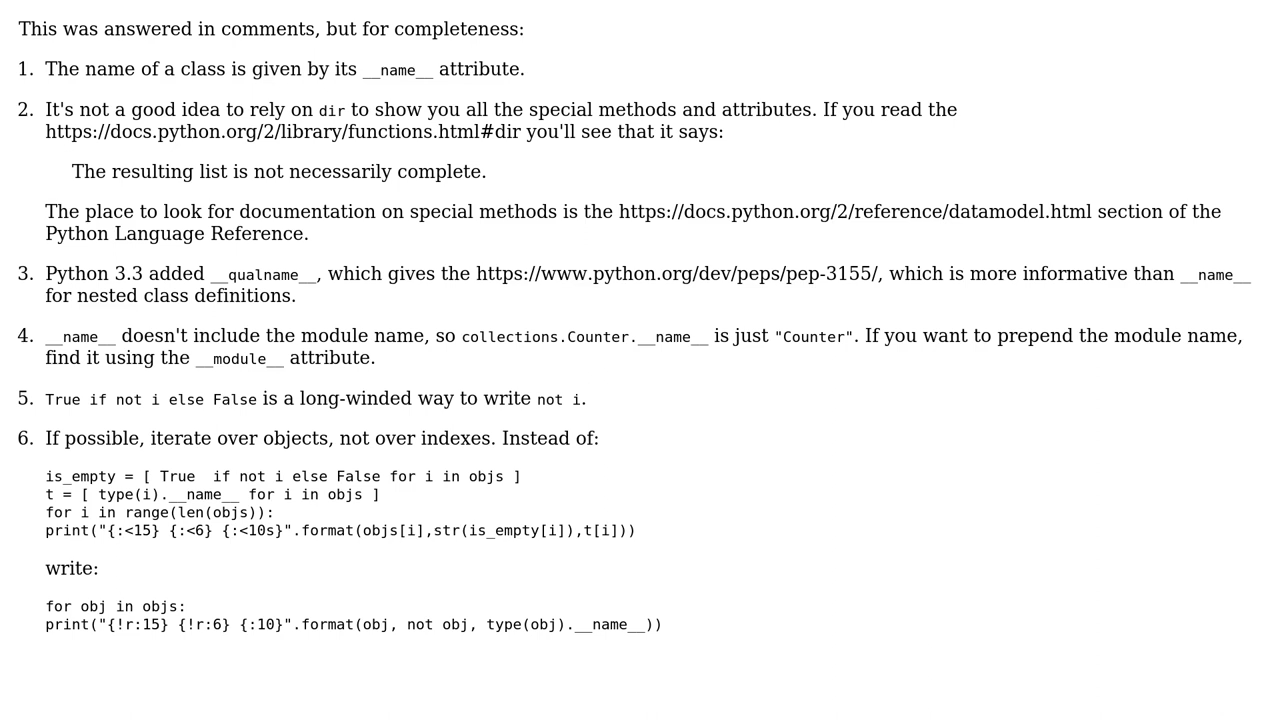 This was answered in comments, but for completeness:
1. The name of a class is given by its __name__ attribute.
2. It's not a good idea to rely on dir to show you all the special methods and attributes. If you read the
https://docs.python.org/2/library/functions.html#dir you'll see that it says:
The resulting list is not necessarily complete.
The place to look for documentation on special methods is the https://docs.python.org/2/reference/datamodel.html section of the
Python Language Reference.
3. Python 3.3 added __qualname__, which gives the https://www.python.org/dev/peps/pep-3155/, which is more informative than __name__
for nested class definitions.
4. __name__ doesn't include the module name, so collections.Counter.__name__ is just "Counter". If you want to prepend the module name,
find it using the __module__ attribute.
5. True if not i else False is a long-winded way to write not i.
6. If possible, iterate over objects, not over indexes. Instead of:
is_empty = [ True  if not i else False for i in objs ]
t = [ type(i).__name__ for i in objs ]
for i in range(len(objs)):
print("{:<15} {:<6} {:<10s}".format(objs[i],str(is_empty[i]),t[i]))
write:
for obj in objs:
print("{!r:15} {!r:6} {:10}".format(obj, not obj, type(obj).__name__))